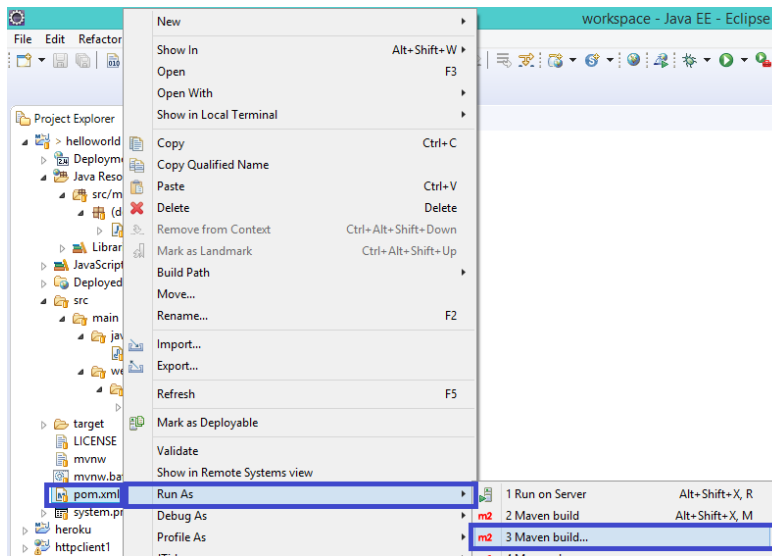 workspace - Java EE - Eclipse
File Edit Refactor
Project Explorer
> helloworld
Deployme
Java Reso
src/m
(d
Librar
JavaScript
Deployed
src
main
jav
we
target
LICENSE
mvnw
mvnw.ba
pom.xml
system.pr
heroku
httpclient1
New
Show In Alt+Shift+W
Open F3
Open With
Show in Local Terminal
Copy Ctrl+C
Copy Qualified Name
Paste Ctrl+V
Delete Delete
Remove from Context Ctrl+Alt+Shift+Down
Mark as Landmark Ctrl+Alt+Shift+Up
Build Path
Move...
Rename... F2
Import...
Export...
Refresh F5
Mark as Deployable
Validate
Show in Remote Systems view
Run As
Debug As
Profile As
1 Run on Server Alt+Shift+X, R
m2 2 Maven build Alt+Shift+X, M
m2 3 Maven build...